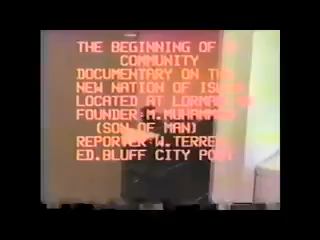 THE BEGINNING OF
COMMUNITY
DOCUMENTARY ON
NEW NATION OF
LOCATED AT
FOUNDER:M.MUHAMMAD
(SON OF MAN)
REPORTER:W.
ED.BLUFF CITY